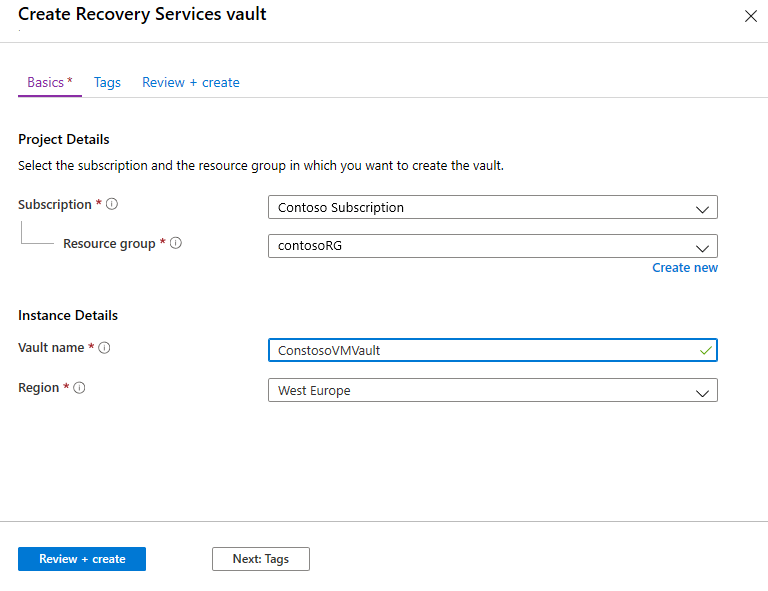 Create Recovery Services vault
Basics * Tags Review + create
Project Details
Select the subscription and the resource group in which you want to create the vault.
Subscription * Contoso Subscription
Resource group * contosoRG
Create new
Instance Details
Vault name * ConstosoVMVault
Region * West Europe
Review + create Next: Tags